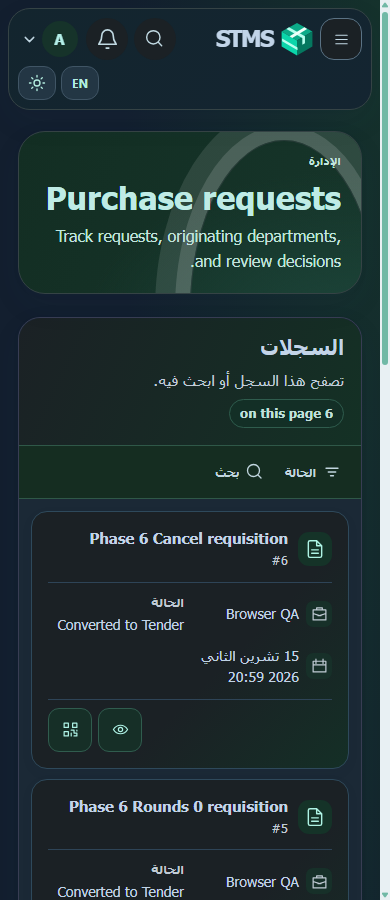 STMS
A
EN
الإدارة
Purchase requests
Track requests, originating departments,
and review decisions.
السجلات
تصفح هذا السجل أو ابحث فيه.
on this page 6
الحالة
بحث
Phase 6 Cancel requisition
#6
Browser QA
الحالة
Converted to Tender
15 تشرين الثاني
2026 20:59
Phase 6 Rounds 0 requisition
#5
Browser QA
الحالة
Converted to Tender